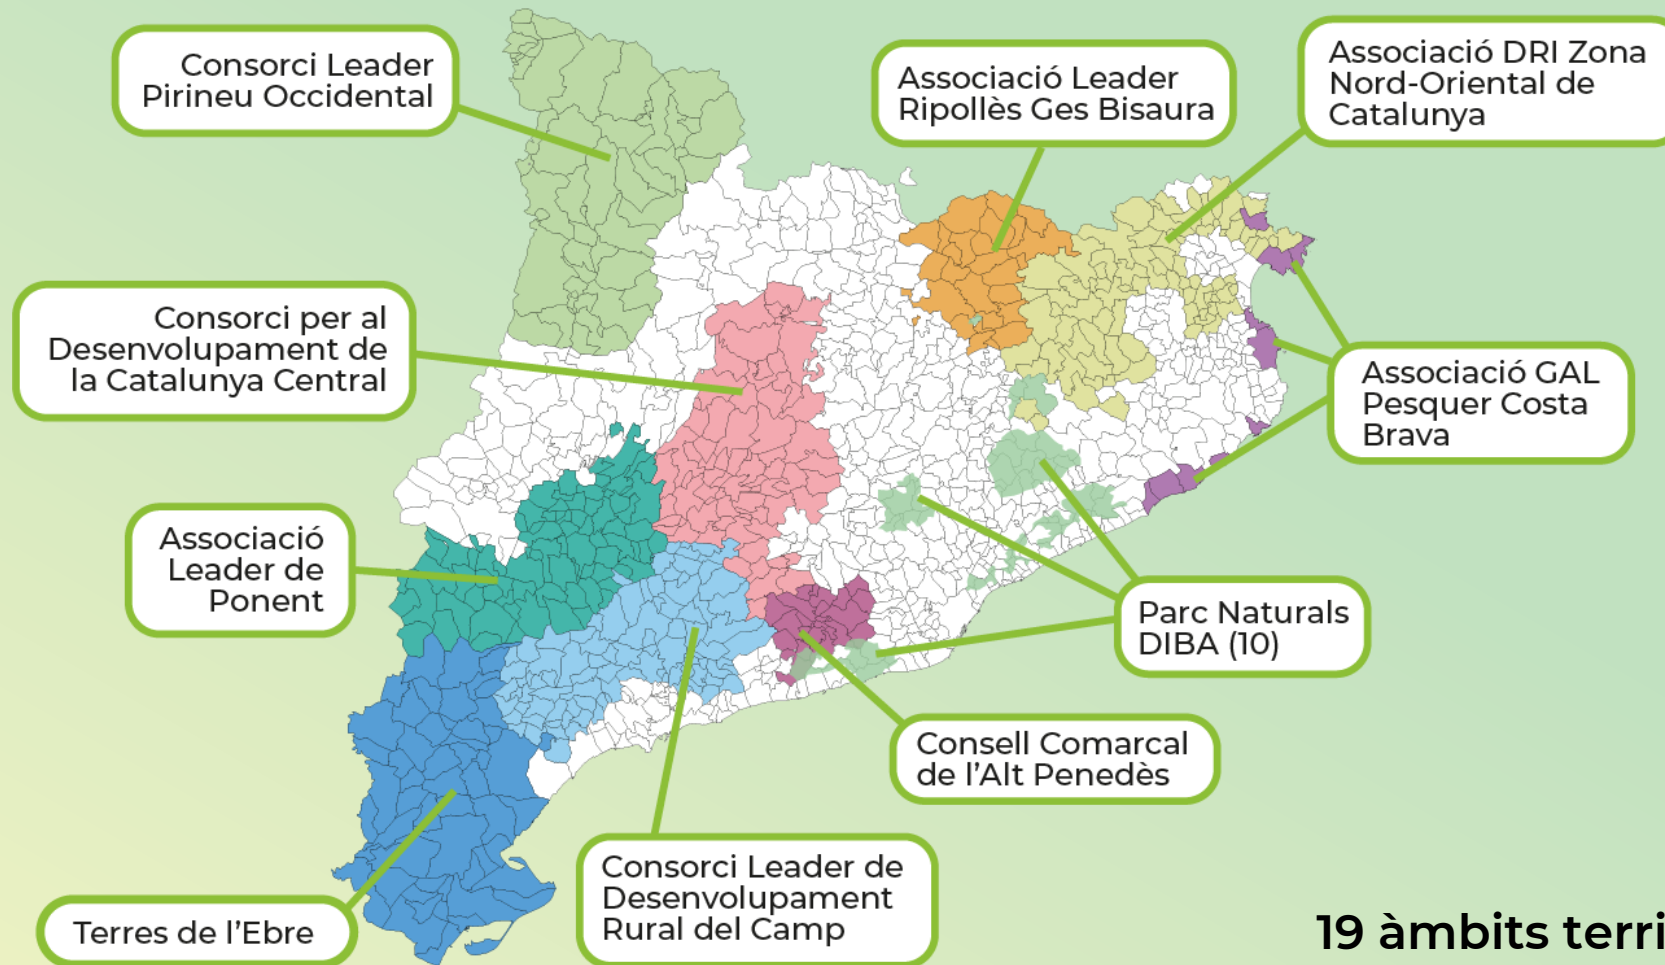 Consorci Leader
Pirineu Occidental
Associació Leader
Ripollès Ges Bisaura
Associació DRI Zona
Nord-Oriental de
Catalunya
Consorci per al
Desenvolupament de
la Catalunya Central
Associació GAL
Pesquer Costa
Brava
Associació
Leader de
Ponent
Parc Naturals
DIBA (10)
Consell Comarcal
de l'Alt Penedès
Consorci Leader de
Desenvolupament
Rural del Camp
Terres de l'Ebre
19 àmbits terri